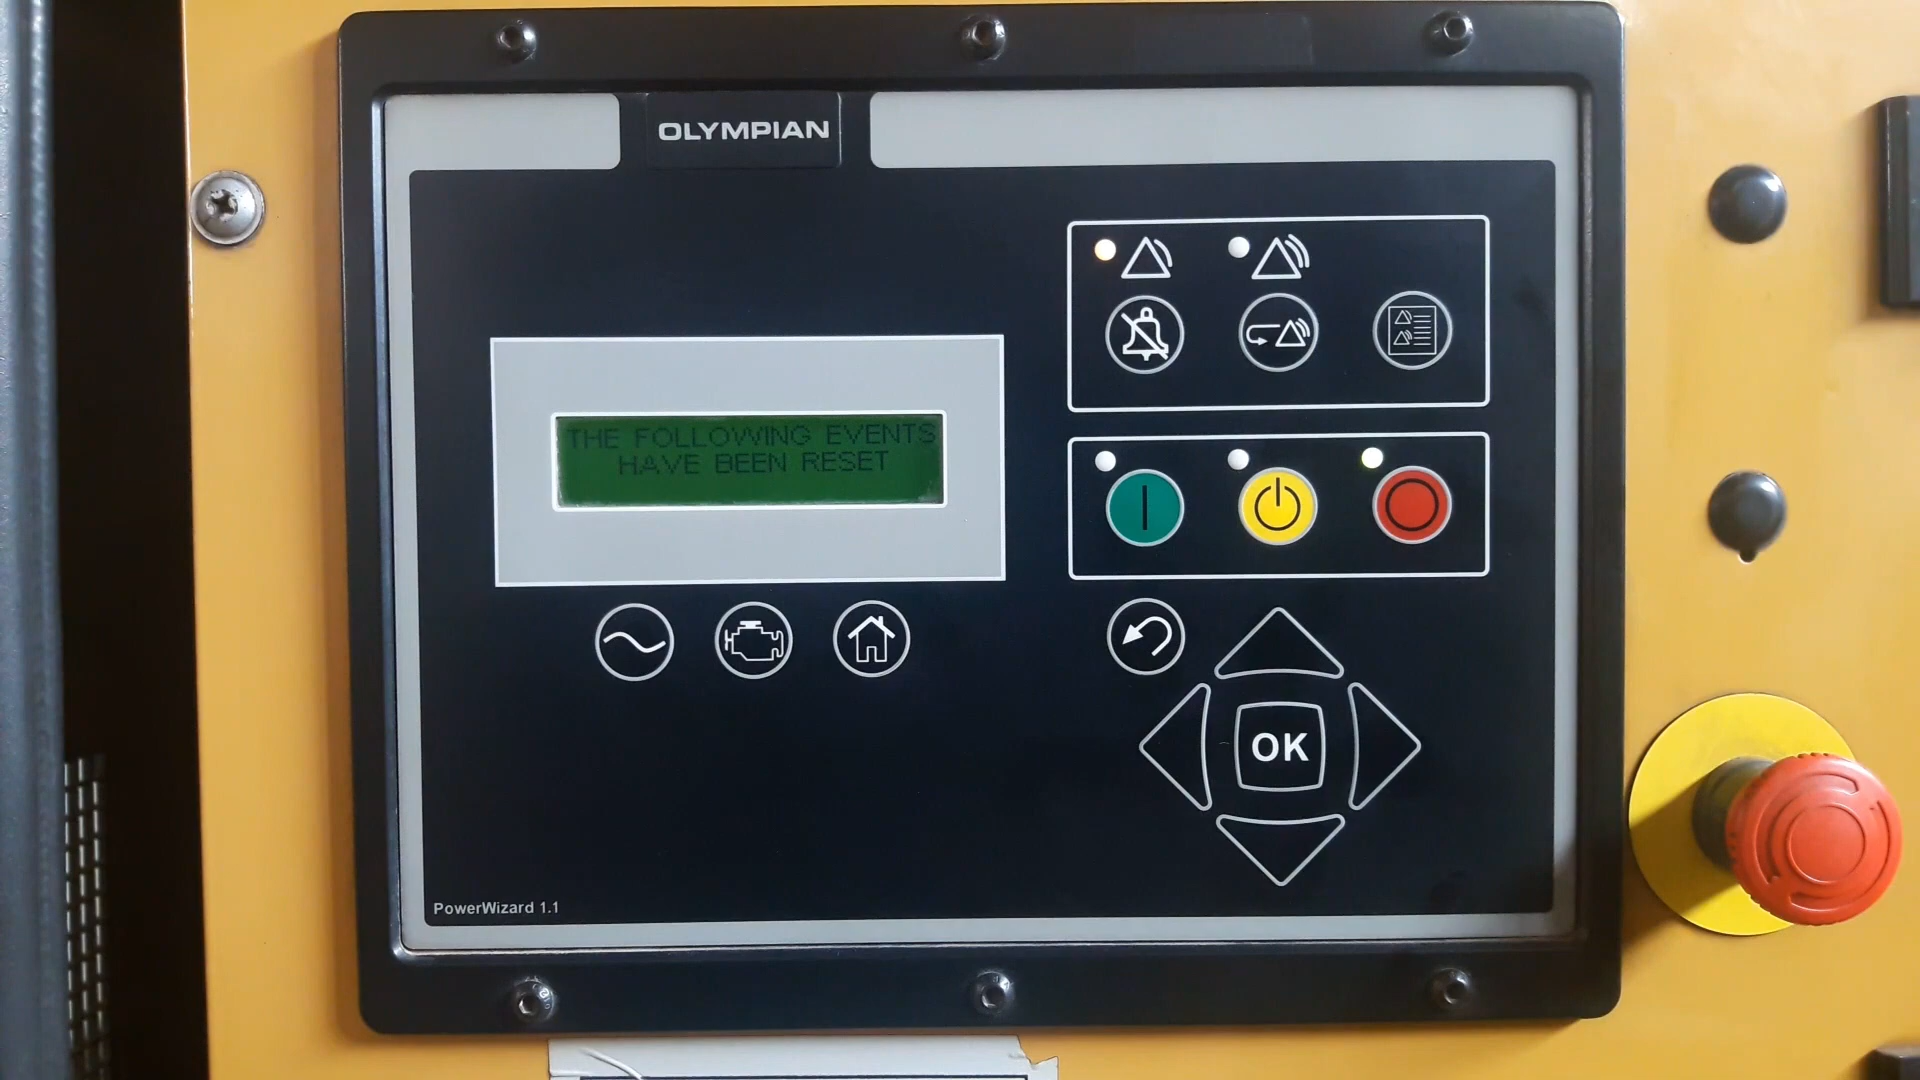 OLYMPIAN
THE FOLLOWING EVENTS
HAVE BEEN RESET
OK
PowerWizard 1.1